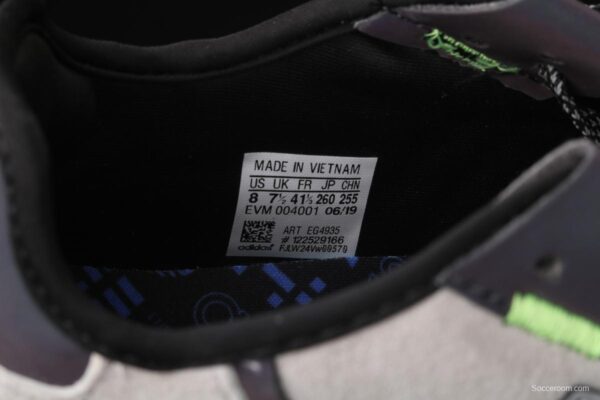 MADE IN VIETNAM
US UK FR JP CHN
8 7½ 41⅓ 260 255
EVM 004001 06/19
ART EG4935
# 122529166
adidas
Socceroom.com